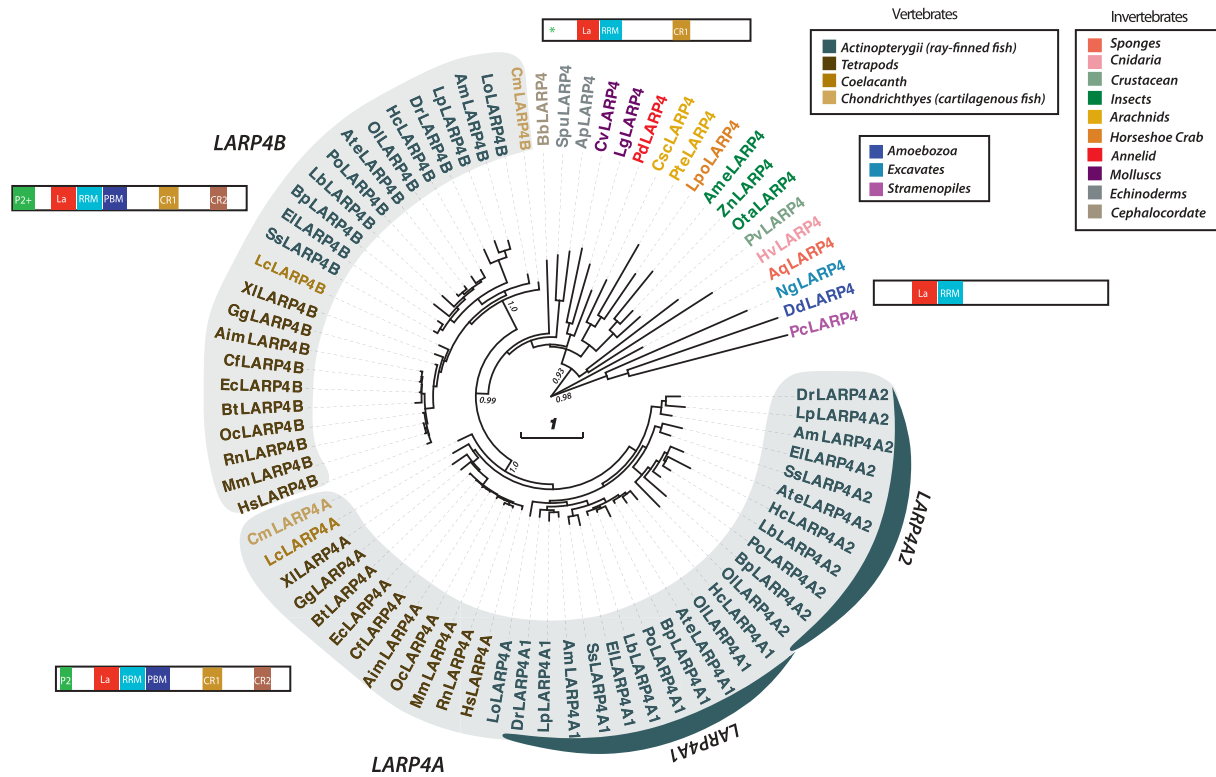 *
La
RRM
CR1
Vertebrates
Actinopterygii (ray-finned fish)
Tetrapods
Coelacanth
Chondrichthyes (cartilagenous fish)
Invertebrates
Sponges
Cnidaria
Crustacean
Insects
Arachnids
Horseshoe Crab
Annelid
Molluscs
Echinoderms
Cephalocordate
Amoebozoa
Excavates
Stramenopiles
LARP4B
P2+
La
RRM
PBM
CR1
CR2
La
RRM
HsLARP4B
MmLARP4B
RnLARP4B
OcLARP4B
BtLARP4B
EcLARP4B
CfLARP4B
AimLARP4B
GgLARP4B
XlLARP4B
LcLARP4B
SsLARP4B
ElLARP4B
BpLARP4B
LbLARP4B
PoLARP4B
AteLARP4B
OlLARP4B
HcLARP4B
DrLARP4B
LpLARP4B
AmLARP4B
LoLARP4B
CmLARP4B
BbLARP4
SpuLARP4
ApLARP4
CvLARP4
LgLARP4
PdLARP4
CscLARP4
PteLARP4
LpoLARP4
AmeLARP4
ZnLARP4
OtaLARP4
PvLARP4
HvLARP4
AqLARP4
NgLARP4
DdLARP4
PcLARP4
1.0
0.93
0.99
0.98
1
1.0
DrLARP4A2
LpLARP4A2
AmLARP4A2
ElLARP4A2
SsLARP4A2
AteLARP4A2
HcLARP4A2
LbLARP4A2
PoLARP4A2
BpLARP4A2
OlLARP4A2
HcLARP4A1
OlLARP4A1
AteLARP4A1
BpLARP4A1
PoLARP4A1
LbLARP4A1
ElLARP4A1
SsLARP4A1
AmLARP4A1
LpLARP4A1
DrLARP4A1
LoLARP4A
HsLARP4A
RnLARP4A
MmLARP4A
OcLARP4A
AimLARP4A
CfLARP4A
EcLARP4A
BtLARP4A
GgLARP4A
XlLARP4A
LcLARP4A
CmLARP4A
LARP4A2
LARP4A1
P2
La
RRM
PBM
CR1
CR2
LARP4A